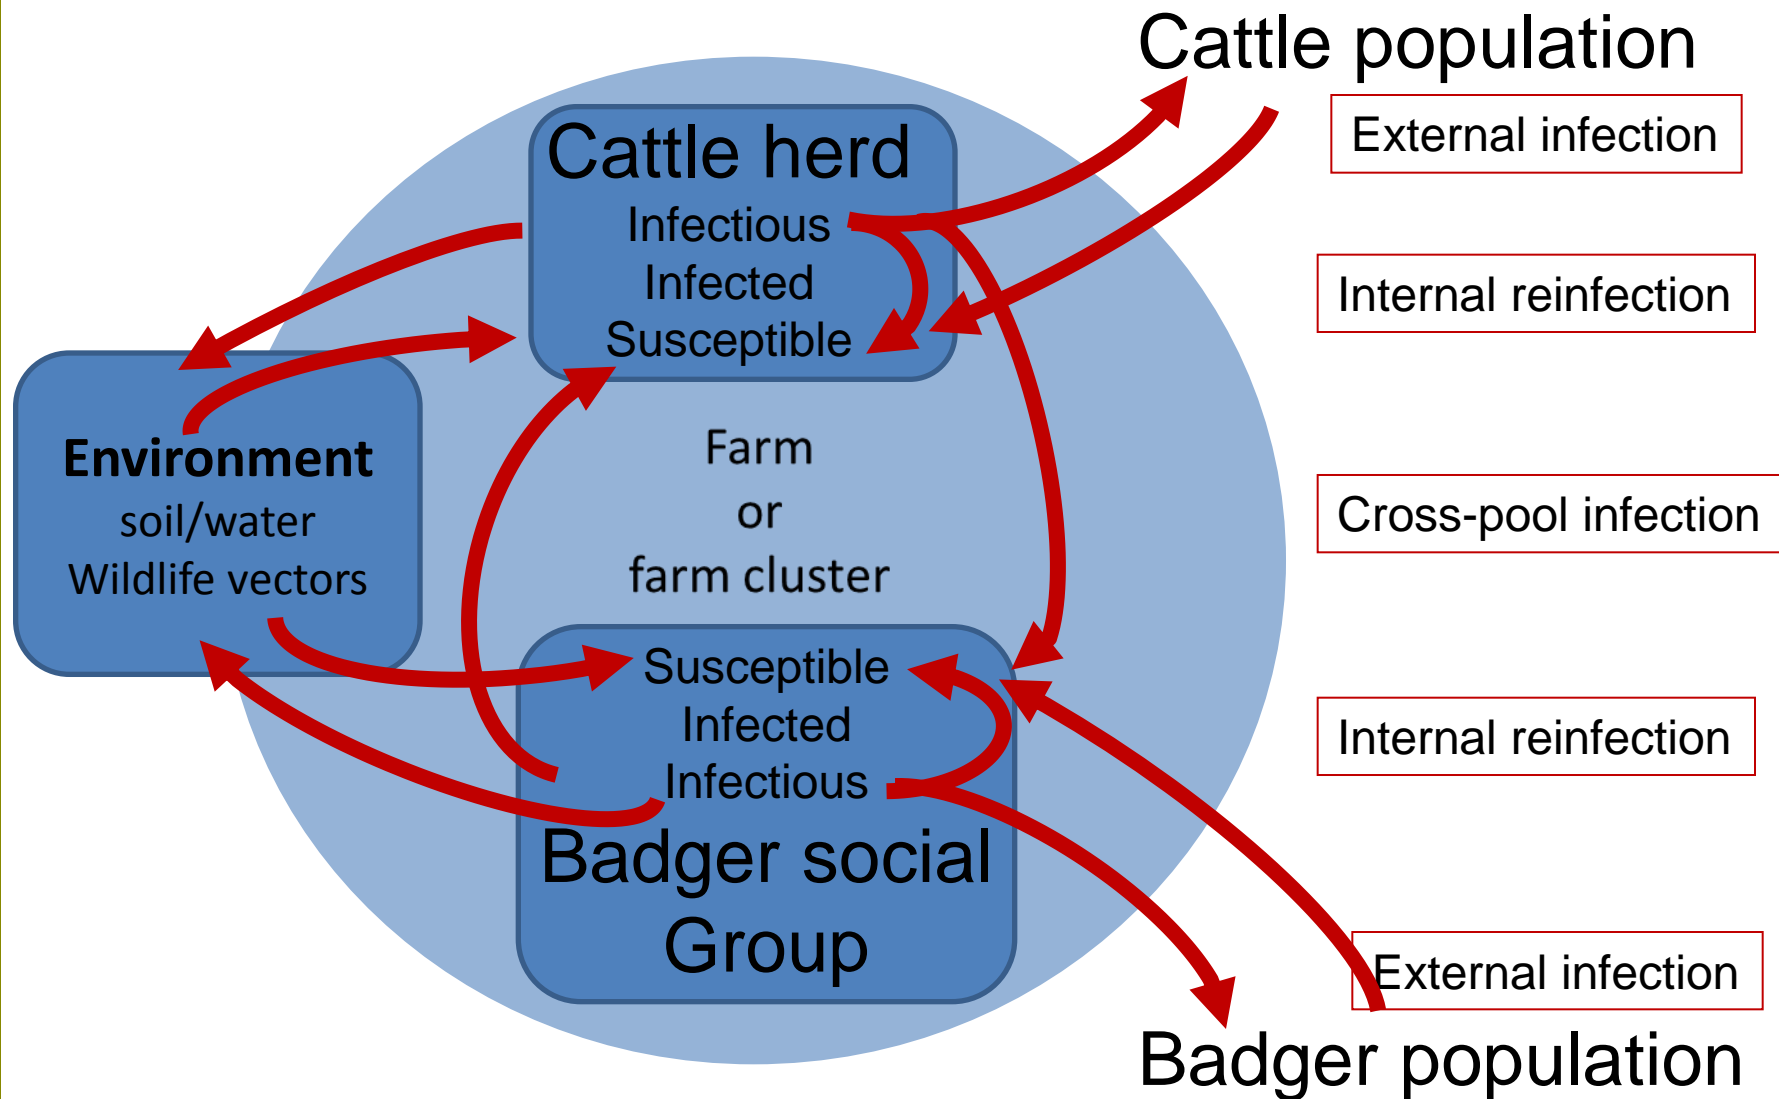 Cattle population
External infection
Cattle herd
Infectious
Infected
Susceptible
Internal reinfection
Environment
soil/water
Wildlife vectors
Farm
or
farm cluster
Cross-pool infection
Susceptible
Infected
Infectious
Badger social
Group
Internal reinfection
External infection
Badger population